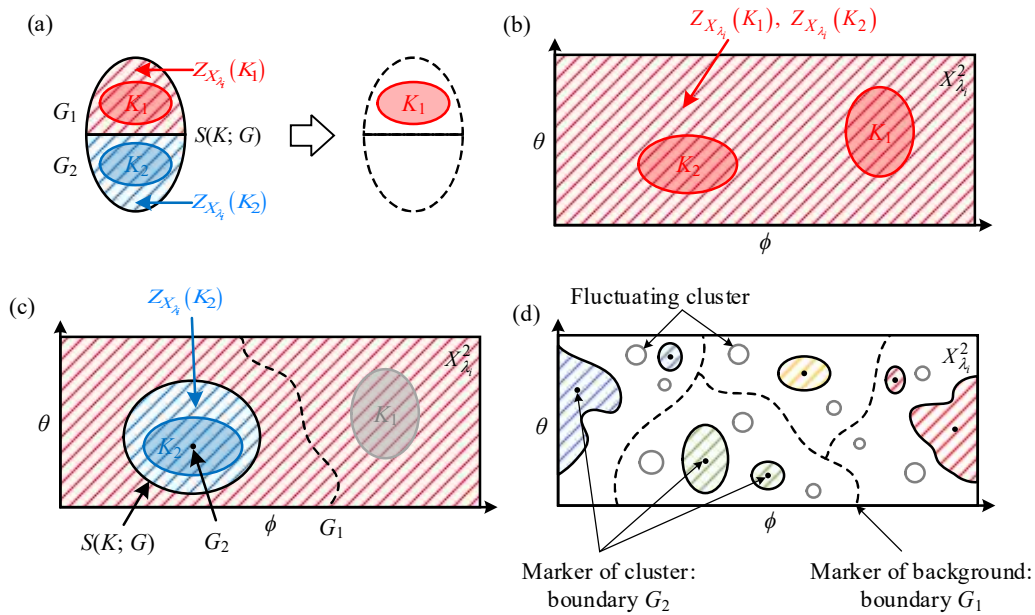 (a)
Z_{X_{λ_i}}(K_1)
K_1
G_1
S(K; G)
G_2
K_2
Z_{X_{λ_i}}(K_2)
K_1
(b)
Z_{X_{λ_i}}(K_1), Z_{X_{λ_i}}(K_2)
X^2_{λ_i}
K_1
θ
K_2
ϕ
(c)
Z_{X_{λ_i}}(K_2)
X^2_{λ_i}
K_1
θ
K_2
S(K; G)
G_2
ϕ
G_1
(d)
Fluctuating cluster
X^2_{λ_i}
θ
ϕ
Marker of cluster:
boundary G_2
Marker of background:
boundary G_1